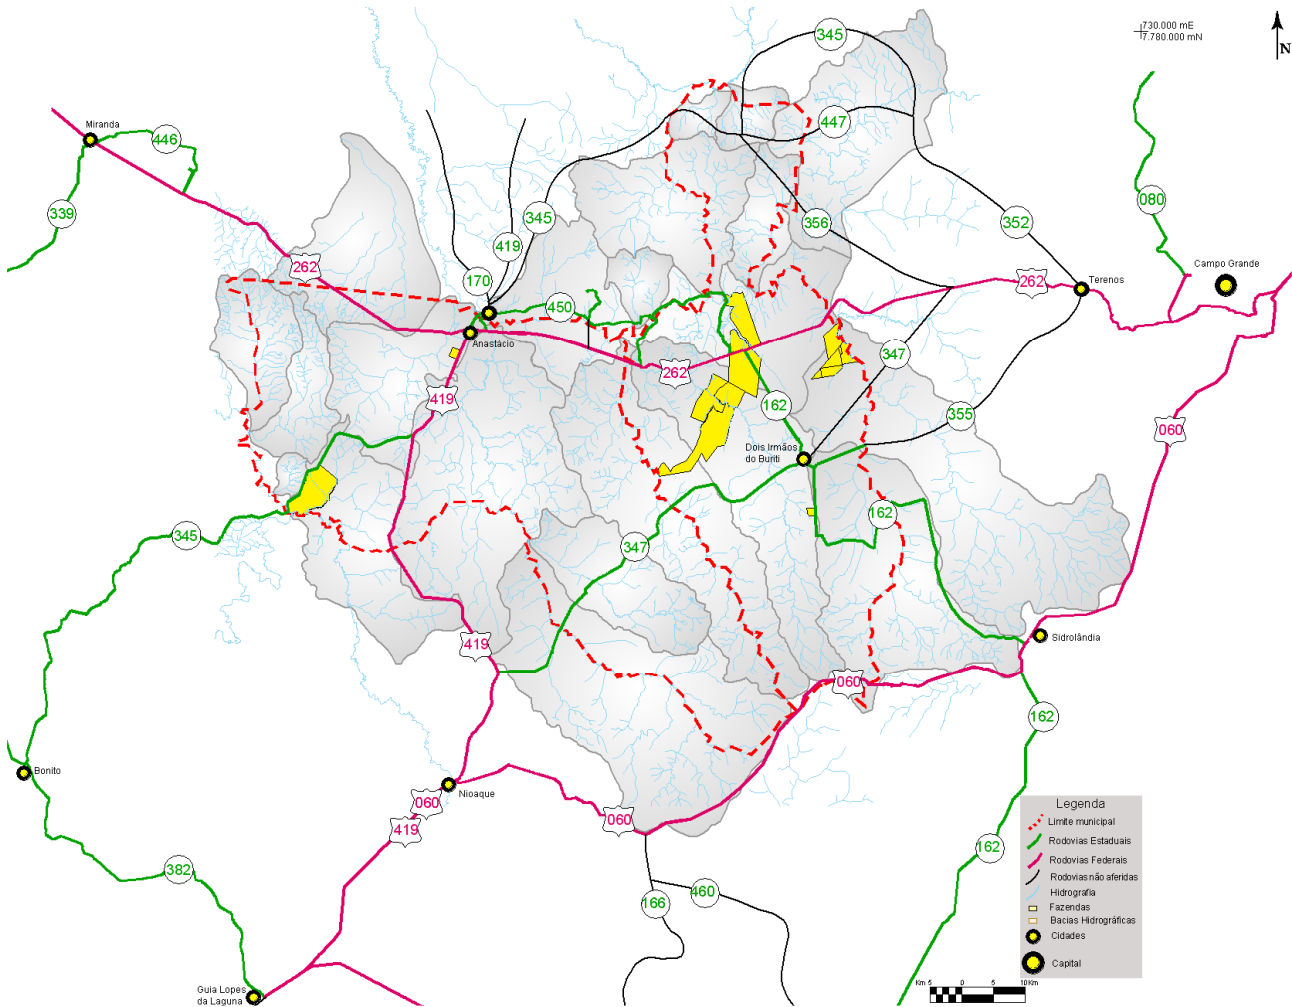 730.000 mE
7.780.000 mN
N
345
Miranda
446
447
339
345
356
352
080
419
262
170
262
Campo Grande
Terenos
450
Anastácio
347
262
419
162
355
060
Dois Irmãos
do Buriti
162
345
347
419
Sidrolândia
060
162
Bonito
Nioaque
060
419
060
162
382
166
460
Guia Lopes
da Laguna
Legenda
Limite municipal
Rodovias Estaduais
Rodovias Federais
Rodovias não aferidas
Hidrografia
Fazendas
Bacias Hidrográficas
Cidades
Capital
Km 5 0 5 10Km